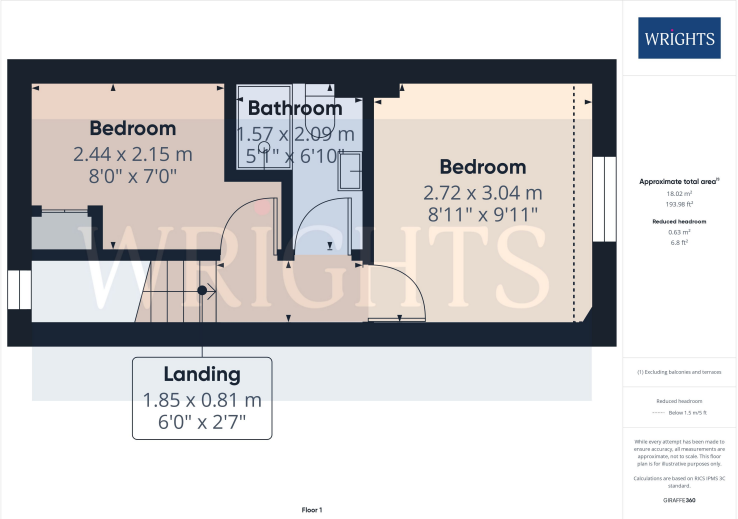 Bedroom
2.44 x 2.15 m
8'0" x 7'0"
Bathroom
1.57 x 2.09 m
5'1" x 6'10"
Bedroom
2.72 x 3.04 m
8'11" x 9'11"
WRIGHTS
Landing
1.85 x 0.81 m
6'0" x 2'7"
Floor 1
WRIGHTS
Approximate total area⁽¹⁾
18.02 m²
193.98 ft²
Reduced headroom
0.63 m²
6.8 ft²
(1) Excluding balconies and terraces
Reduced headroom
Below 1.5 m/5 ft
While every attempt has been made to
ensure accuracy, all measurements are
approximate, not to scale. This floor
plan is for illustrative purposes only.
Calculations are based on RICS IPMS 3C
standard.
GIRAFFE360